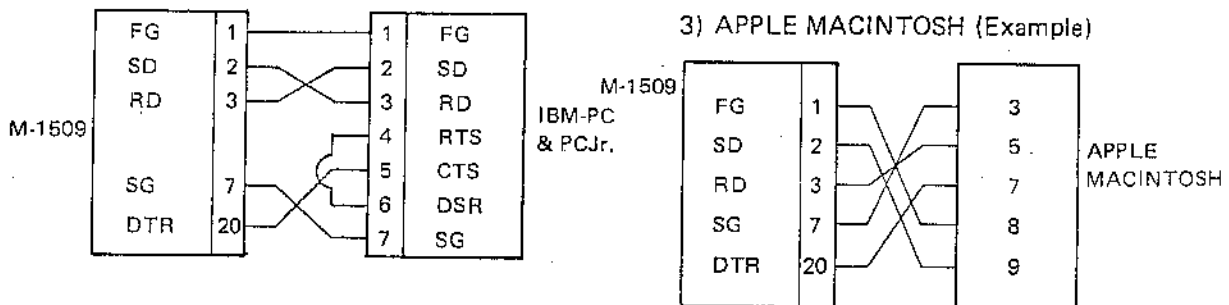 FG 1 1 FG
SD 2 2 SD
RD 3 3 RD
4 RTS
M-1509
IBM-PC
& PCJr.
5 CTS
SG 7 6 DSR
DTR 20 7 SG
3) APPLE MACINTOSH (Example)
M-1509
FG 1 3
SD 2 5
RD 3 7
SG 7 8
DTR 20 9
APPLE
MACINTOSH